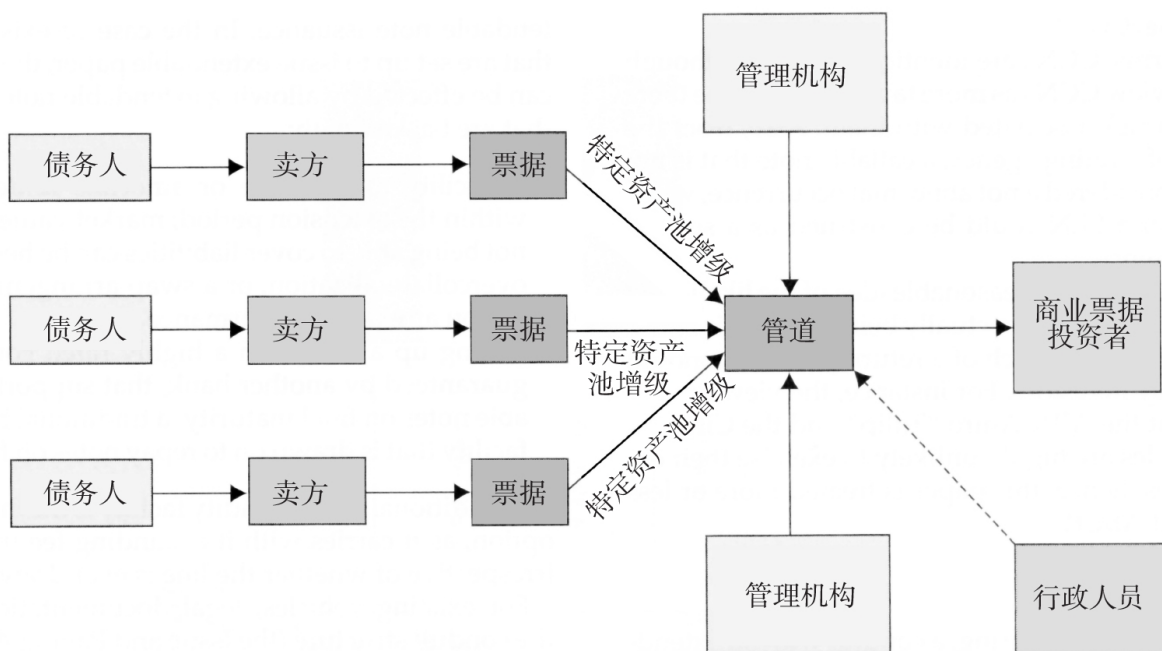 管理机构
债务人
卖方
票据
特定资产池增级
债务人
卖方
票据
特定资产
池增级
管道
商业票据
投资者
债务人
卖方
票据
特定资产池增级
管理机构
行政人员